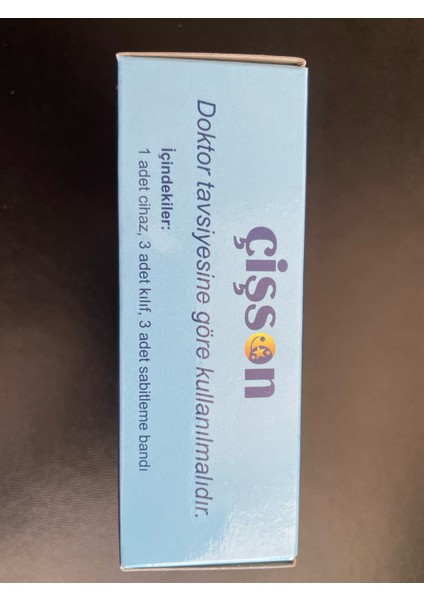 çişson
Doktor tavsiyesine göre kullanılmalıdır.
İçindekiler:
1 adet cihaz, 3 adet kılıf, 3 adet sabitleme bandı